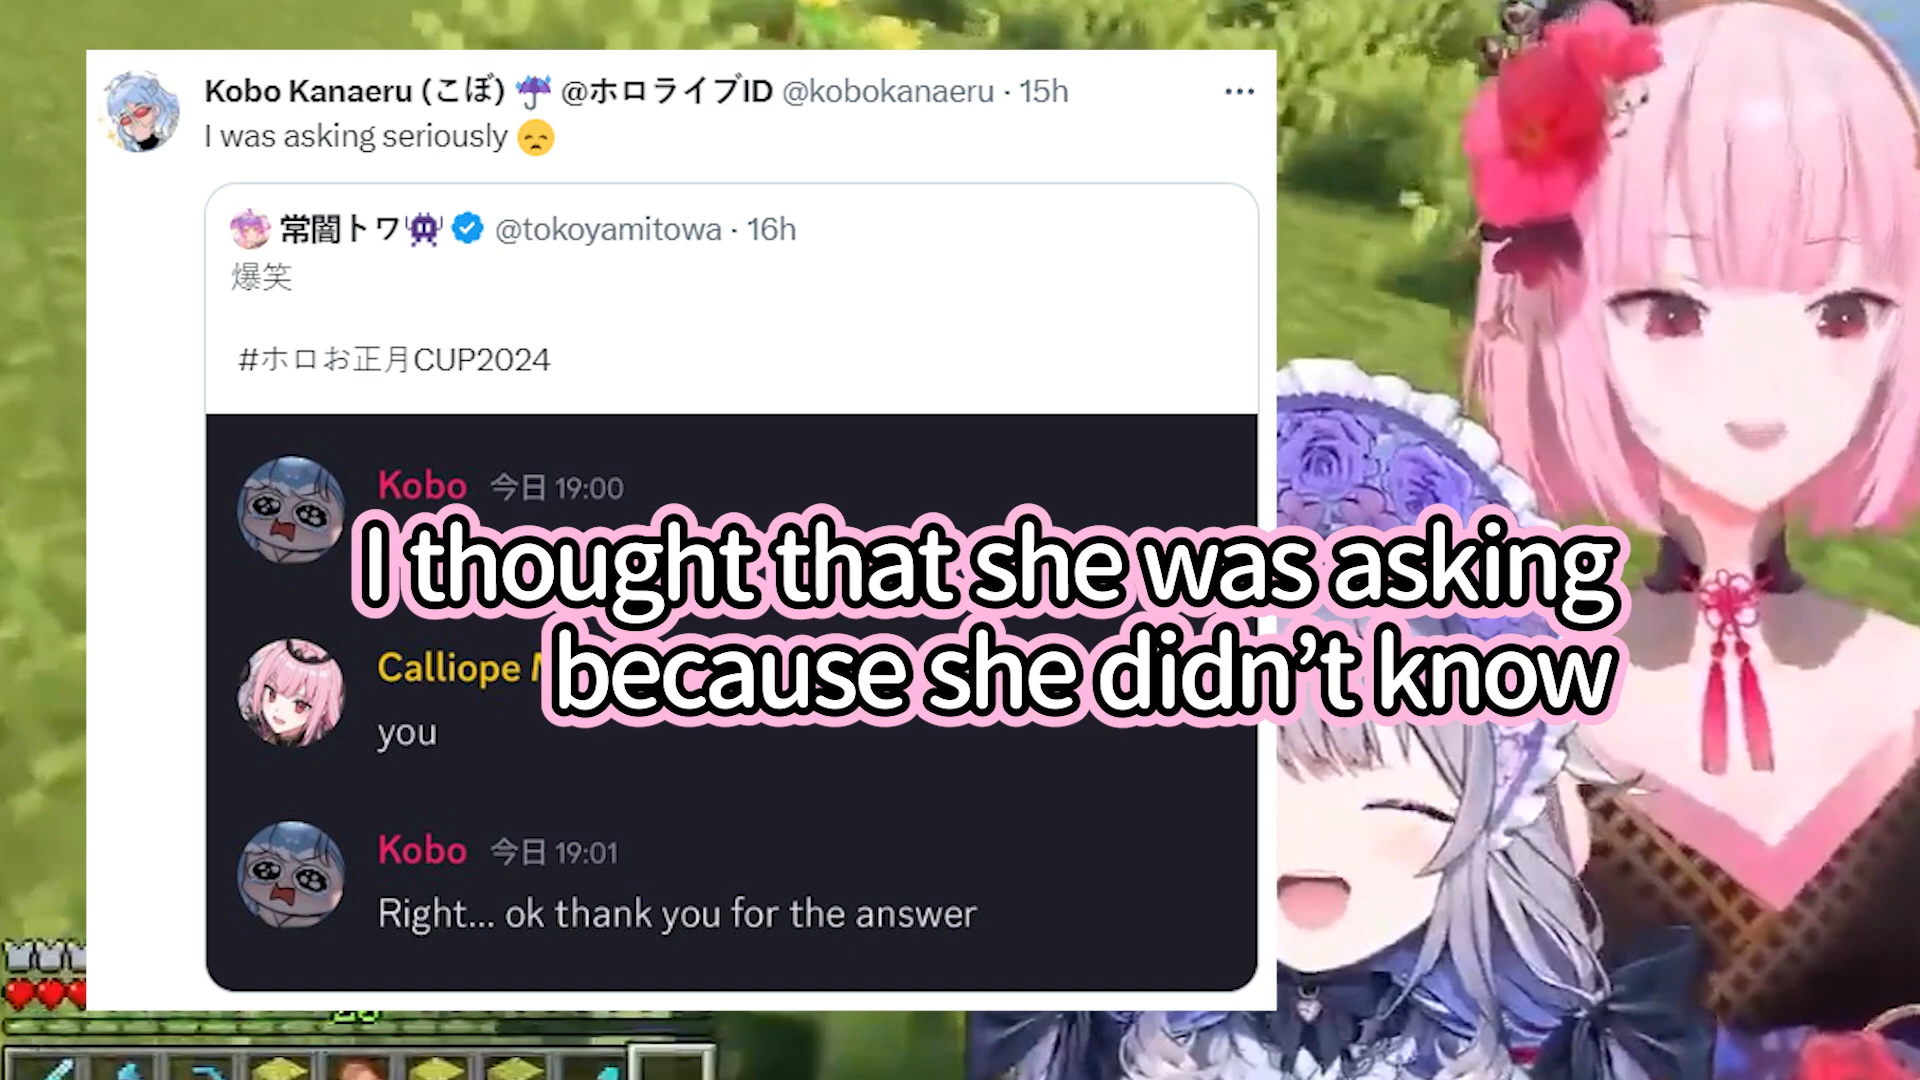 Kobo Kanaeru (こぼ) ☔ @ホロライブID @kobokanaeru · 15h
I was asking seriously 😞
常闇トワ👾 @tokoyamitowa · 16h
爆笑
#ホロお正月CUP2024
Kobo 今日 19:00
I thought that she was asking
because she didn't know
Calliope
you
Kobo 今日 19:01
Right... ok thank you for the answer